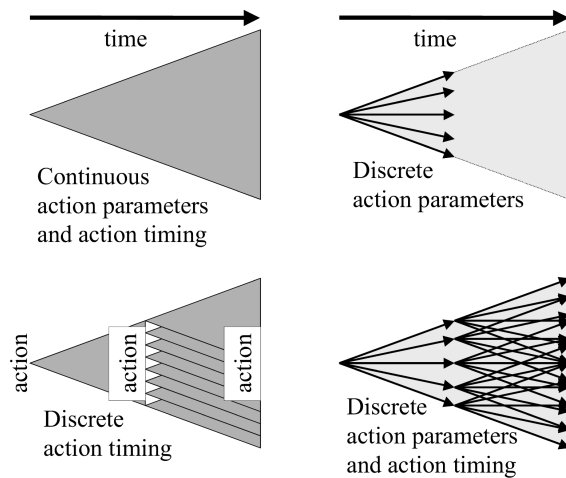 time
time
Continuous
action parameters
and action timing
Discrete
action parameters
action
action
action
Discrete
action timing
Discrete
action parameters
and action timing